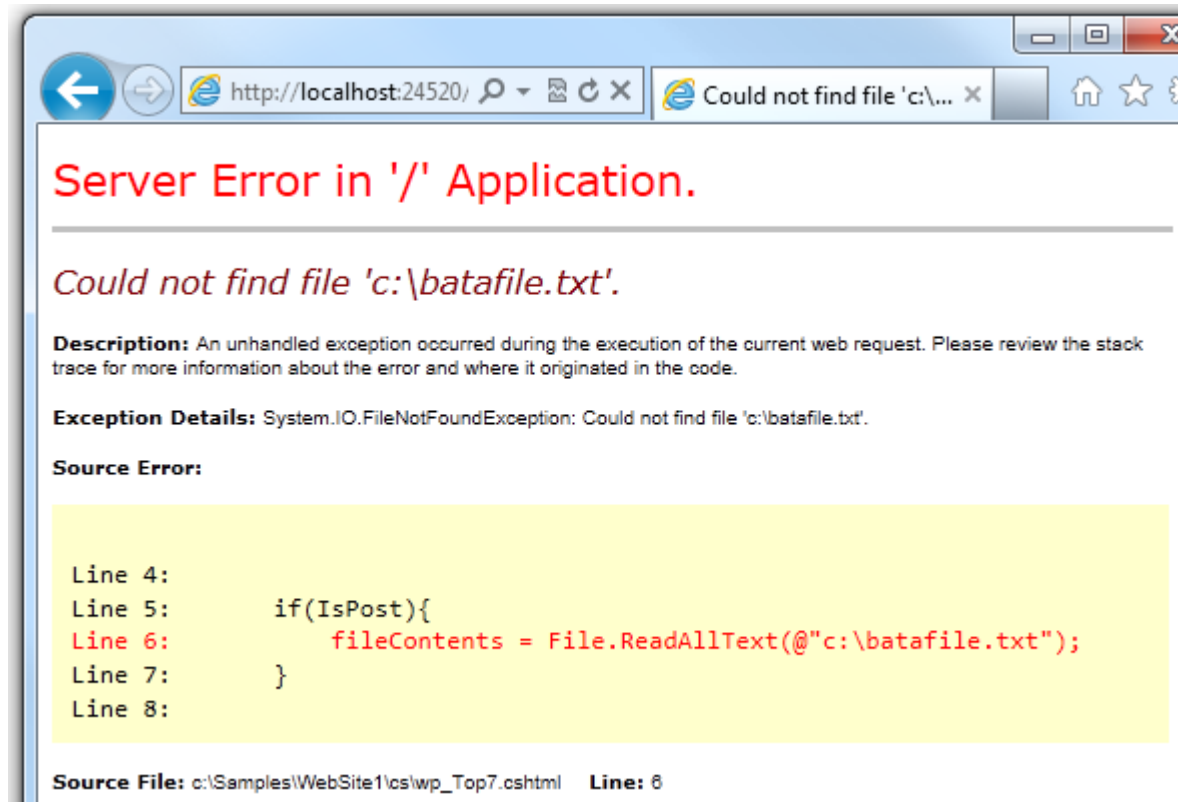 http://localhost:24520/
Could not find file 'c:\...
Server Error in '/' Application.
Could not find file 'c:\batafile.txt'.
Description: An unhandled exception occurred during the execution of the current web request. Please review the stack
trace for more information about the error and where it originated in the code.
Exception Details: System.IO.FileNotFoundException: Could not find file 'c:\batafile.txt'.
Source Error:
Line 4:
Line 5:        if(IsPost){
Line 6:            fileContents = File.ReadAllText(@"c:\batafile.txt");
Line 7:        }
Line 8:
Source File: c:\Samples\WebSite1\cs\wp_Top7.cshtml    Line: 6